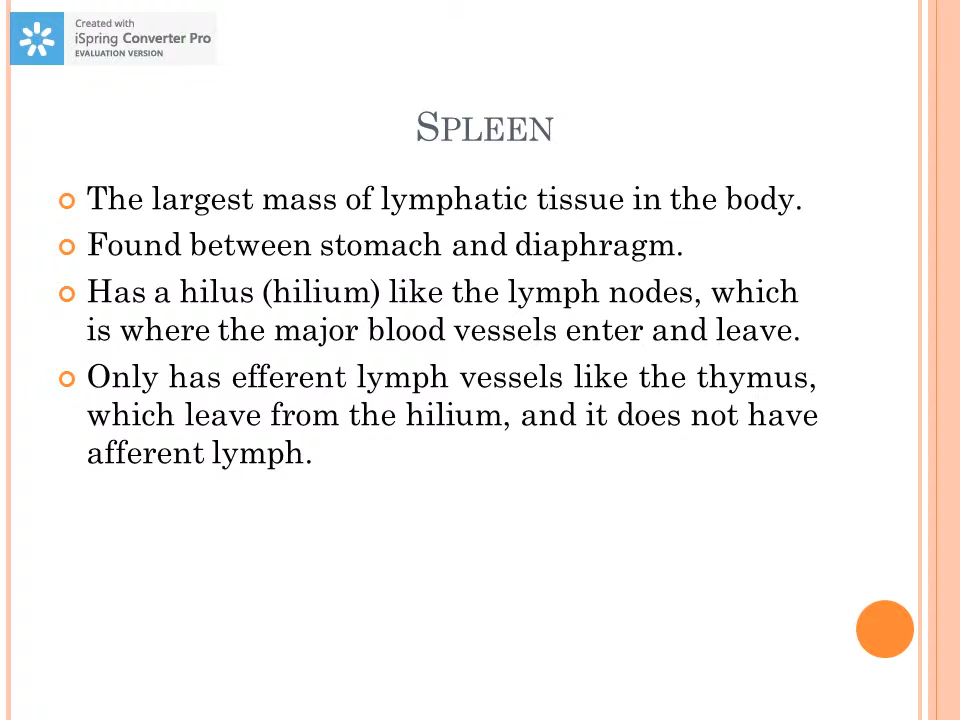 Created with
iSpring Converter Pro
EVALUATION VERSION
SPLEEN
The largest mass of lymphatic tissue in the body.
Found between stomach and diaphragm.
Has a hilus (hilium) like the lymph nodes, which
is where the major blood vessels enter and leave.
Only has efferent lymph vessels like the thymus,
which leave from the hilium, and it does not have
afferent lymph.